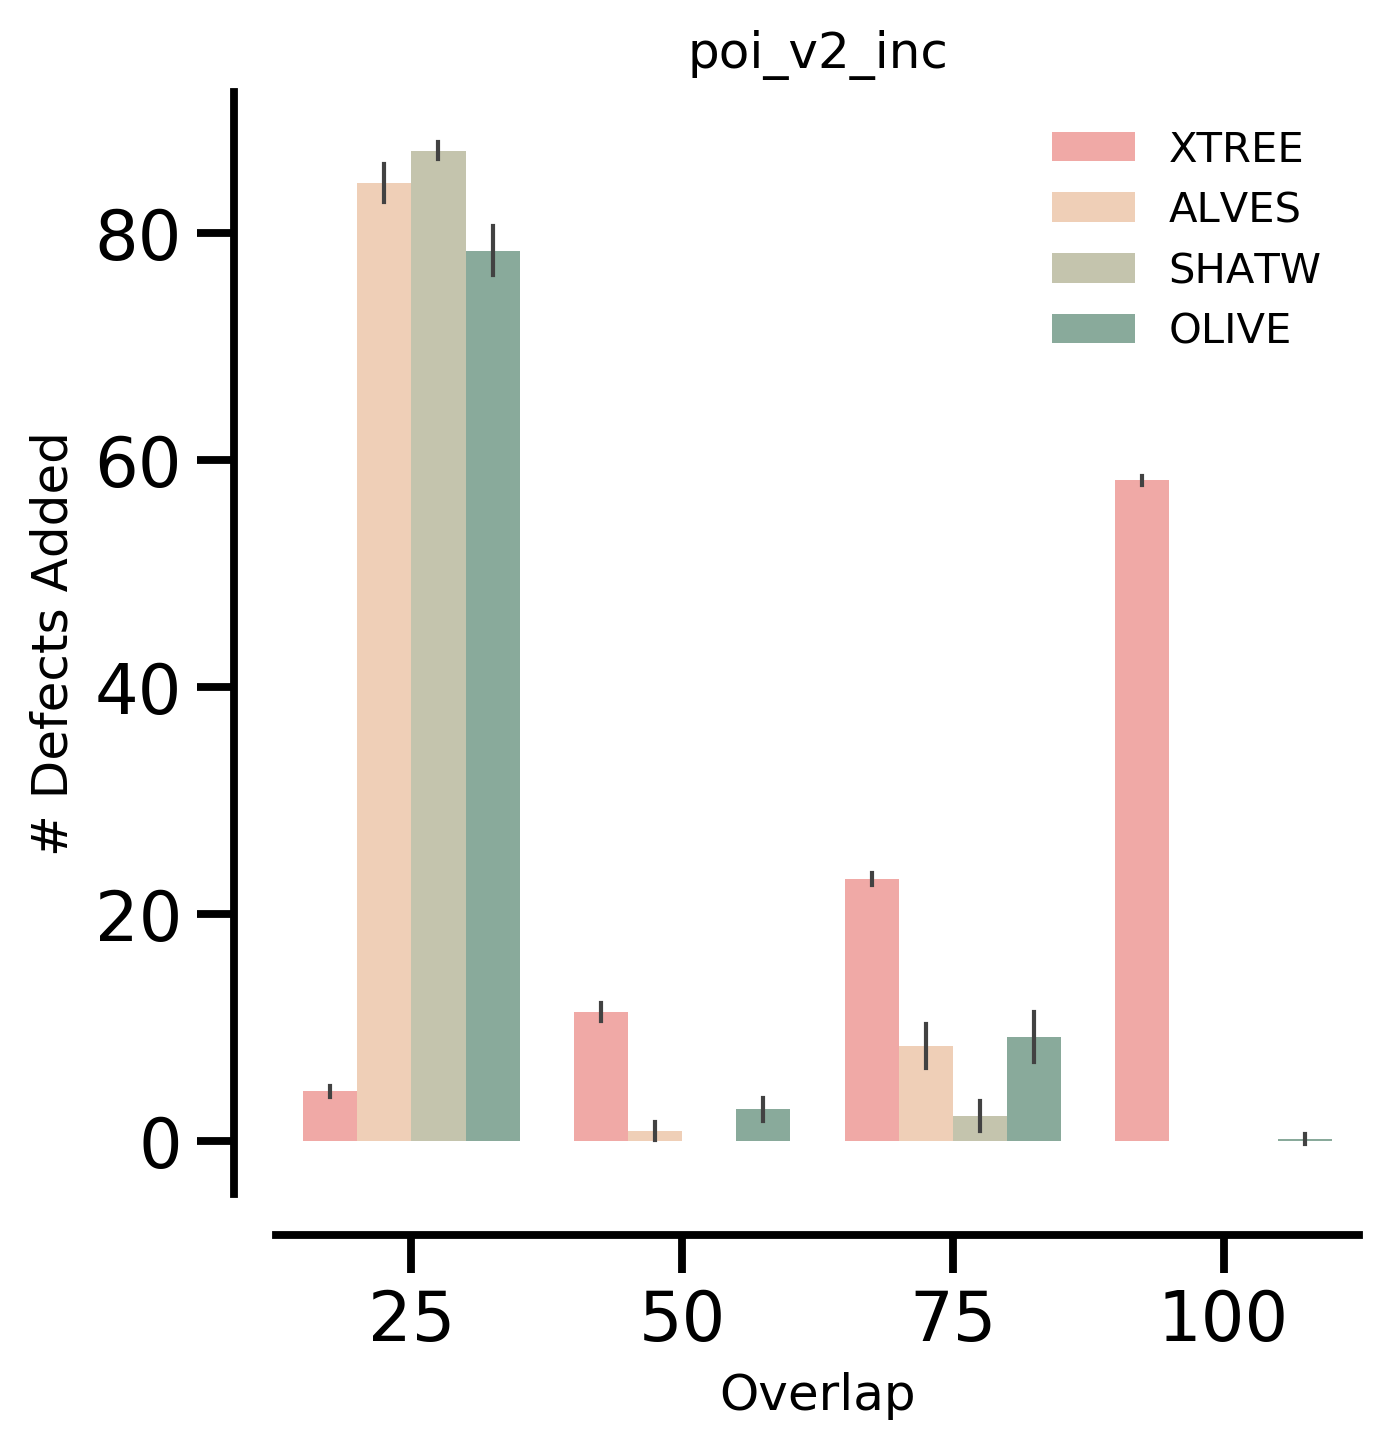 poi_v2_inc
XTREE
ALVES
SHATW
OLIVE
# Defects Added
80
60
40
20
0
25 50 75 100
Overlap